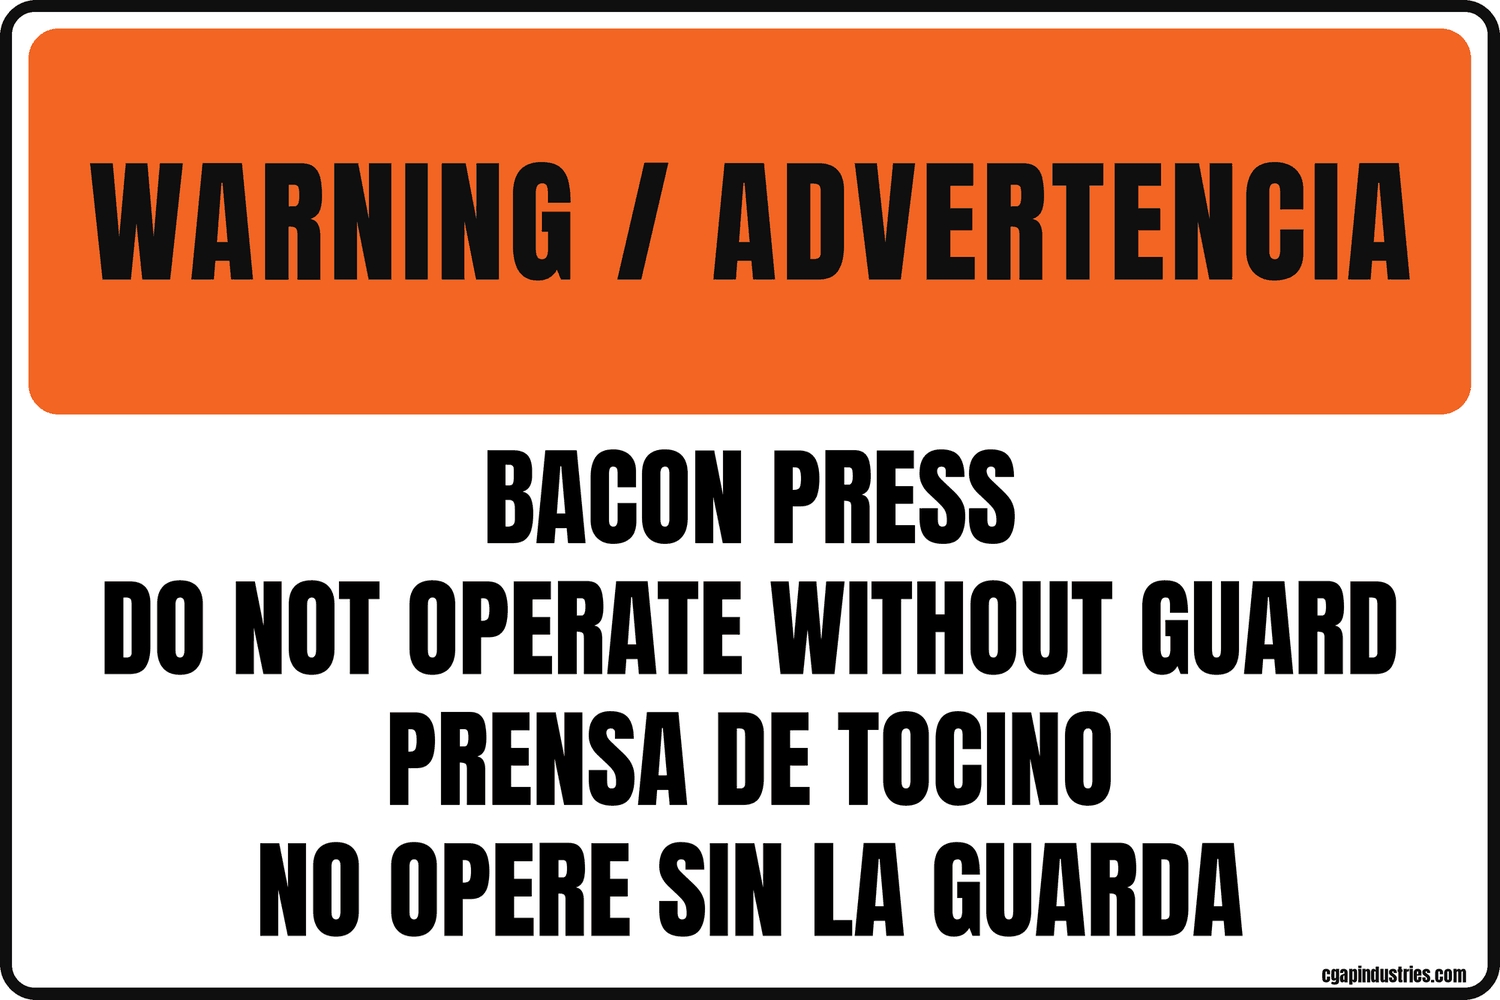 WARNING / ADVERTENCIA
BACON PRESS
DO NOT OPERATE WITHOUT GUARD
PRENSA DE TOCINO
NO OPERE SIN LA GUARDA
cgapindustries.com